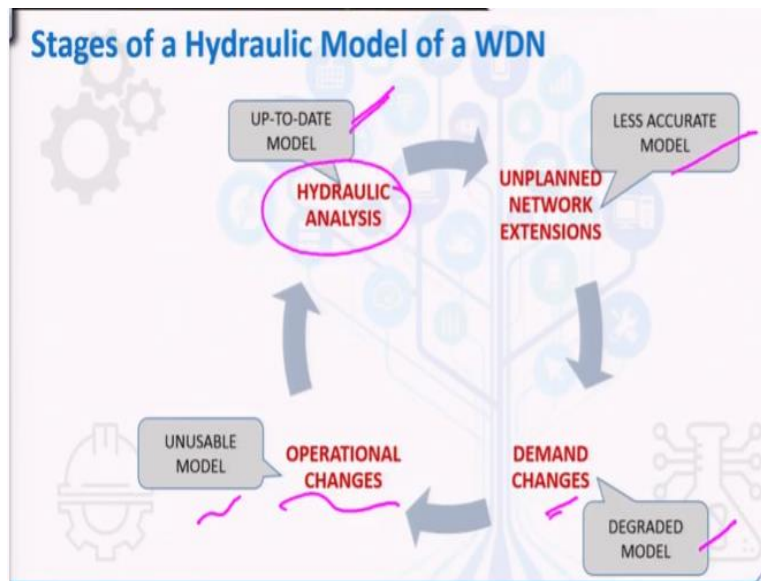 Stages of a Hydraulic Model of a WDN
UP-TO-DATE
MODEL
HYDRAULIC
ANALYSIS
LESS ACCURATE
MODEL
UNPLANNED
NETWORK
EXTENSIONS
UNUSABLE
MODEL
OPERATIONAL
CHANGES
DEMAND
CHANGES
DEGRADED
MODEL